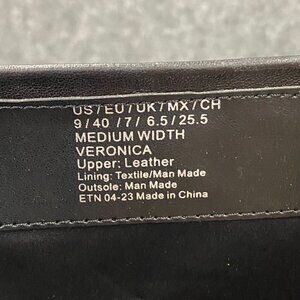 US/EU/UK/MX/CH
9/40 /7/ 6.5/25.5
MEDIUM WIDTH
VERONICA
Upper: Leather
Lining: Textile/Man Made
Outsole: Man Made
ETN 04-23 Made in China